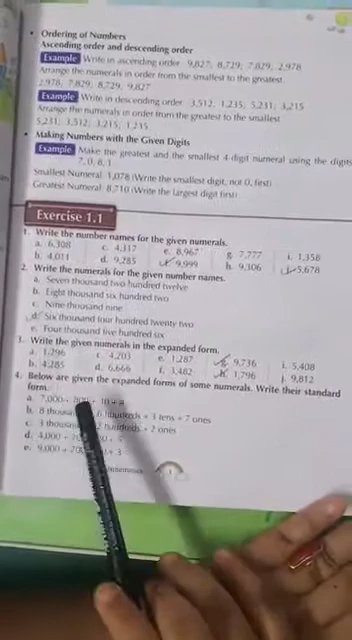 • Ordering of Numbers
Ascending order and descending order
Example Write in ascending order 9,827; 8,729; 7,829; 2,978
Arrange the numerals in order from the smallest to the greatest.
2,978, 7,829; 8,729, 9,827
Example Write in descending order 3,512, 1,235, 5,231, 3,215
Arrange the numerals in order from the greatest to the smallest
5,231, 3,512, 3,215, 1,235
• Making Numbers with the Given Digits
Example Make the greatest and the smallest 4-digit numeral using the digits
7, 0, 8, 1
Smallest Numeral 1,078 (Write the smallest digit, not 0, first)
Greatest Numeral 8,710 (Write the largest digit first)
Exercise 1.1
1. Write the number names for the given numerals.
a. 6,308 c. 4,117 e. 8,967 g. 7,777 i. 1,358
b. 4,011 d. 9,285 9,999 h. 9,306 5,678
2. Write the numerals for the given number names.
a. Seven thousand two hundred twelve
b. Eight thousand six hundred two
c. Nine thousand nine
d. Six thousand four hundred twenty two
e. Four thousand five hundred six
3. Write the given numerals in the expanded form.
a. 1,296 c. 4,203 e. 1,287 9,736 i. 5,408
b. 4,285 d. 6,666 f. 3,482 h. 1,796 j. 9,812
4. Below are given the expanded forms of some numerals. Write their standard
form.
a. 7,000 +
b. 8 hundreds + 3 tens + 7 ones
c. 3 2 hundreds + 2 ones
d. 4,000 +
e. 9,000 + + 3